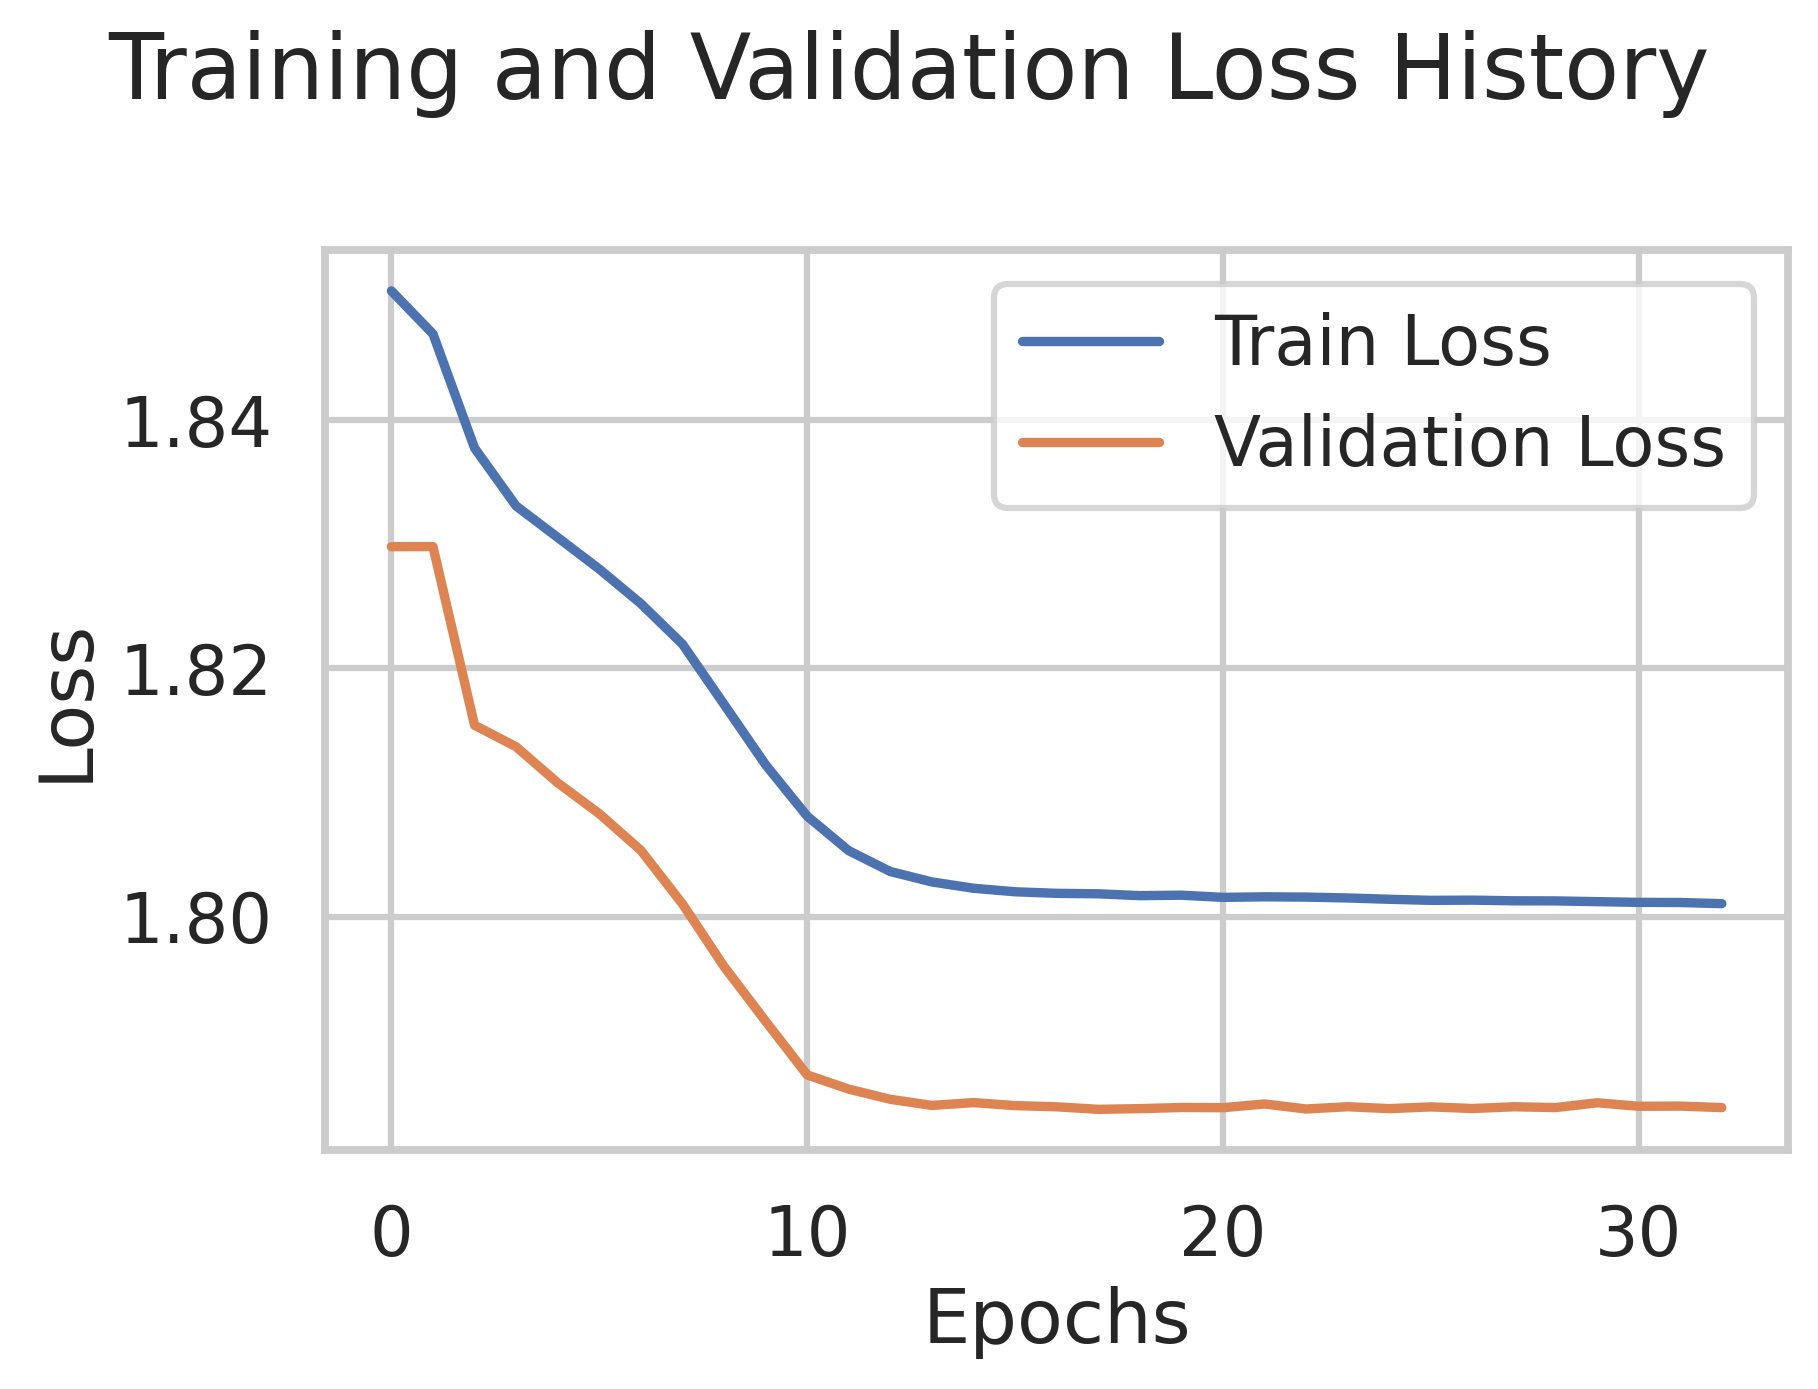 Training and Validation Loss History
Train Loss
Validation Loss
1.84
1.82
1.80
Loss
0 10 20 30
Epochs